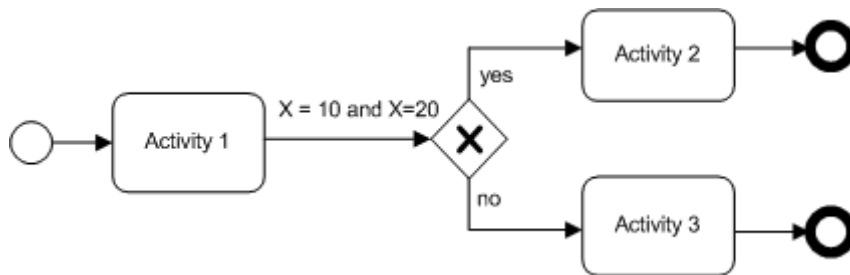 Activity 1
X = 10 and X=20
yes
Activity 2
no
Activity 3